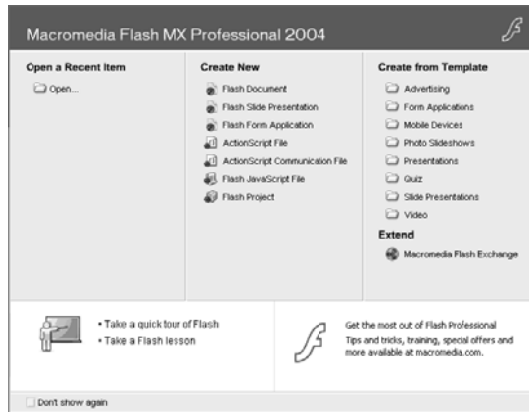 Macromedia Flash MX Professional 2004
Open a Recent Item
Open...
Create New
Flash Document
Flash Slide Presentation
Flash Form Application
ActionScript File
ActionScript Communication File
Flash JavaScript File
Flash Project
Create from Template
Advertising
Form Applications
Mobile Devices
Photo Slideshows
Presentations
Quiz
Slide Presentations
Video
Extend
Macromedia Flash Exchange
• Take a quick tour of Flash
• Take a Flash lesson
Get the most out of Flash Professional
Tips and tricks, training, special offers and
more available at macromedia.com.
Don't show again